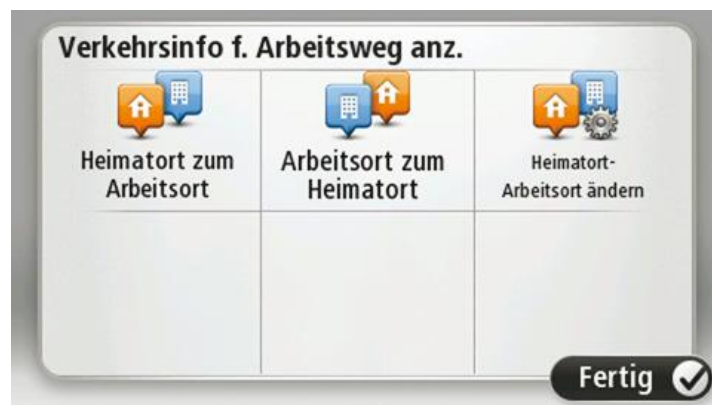 Verkehrsinfo f. Arbeitsweg anz.
Heimatort zum
Arbeitsort
Arbeitsort zum
Heimatort
Heimatort-
Arbeitsort ändern
Fertig